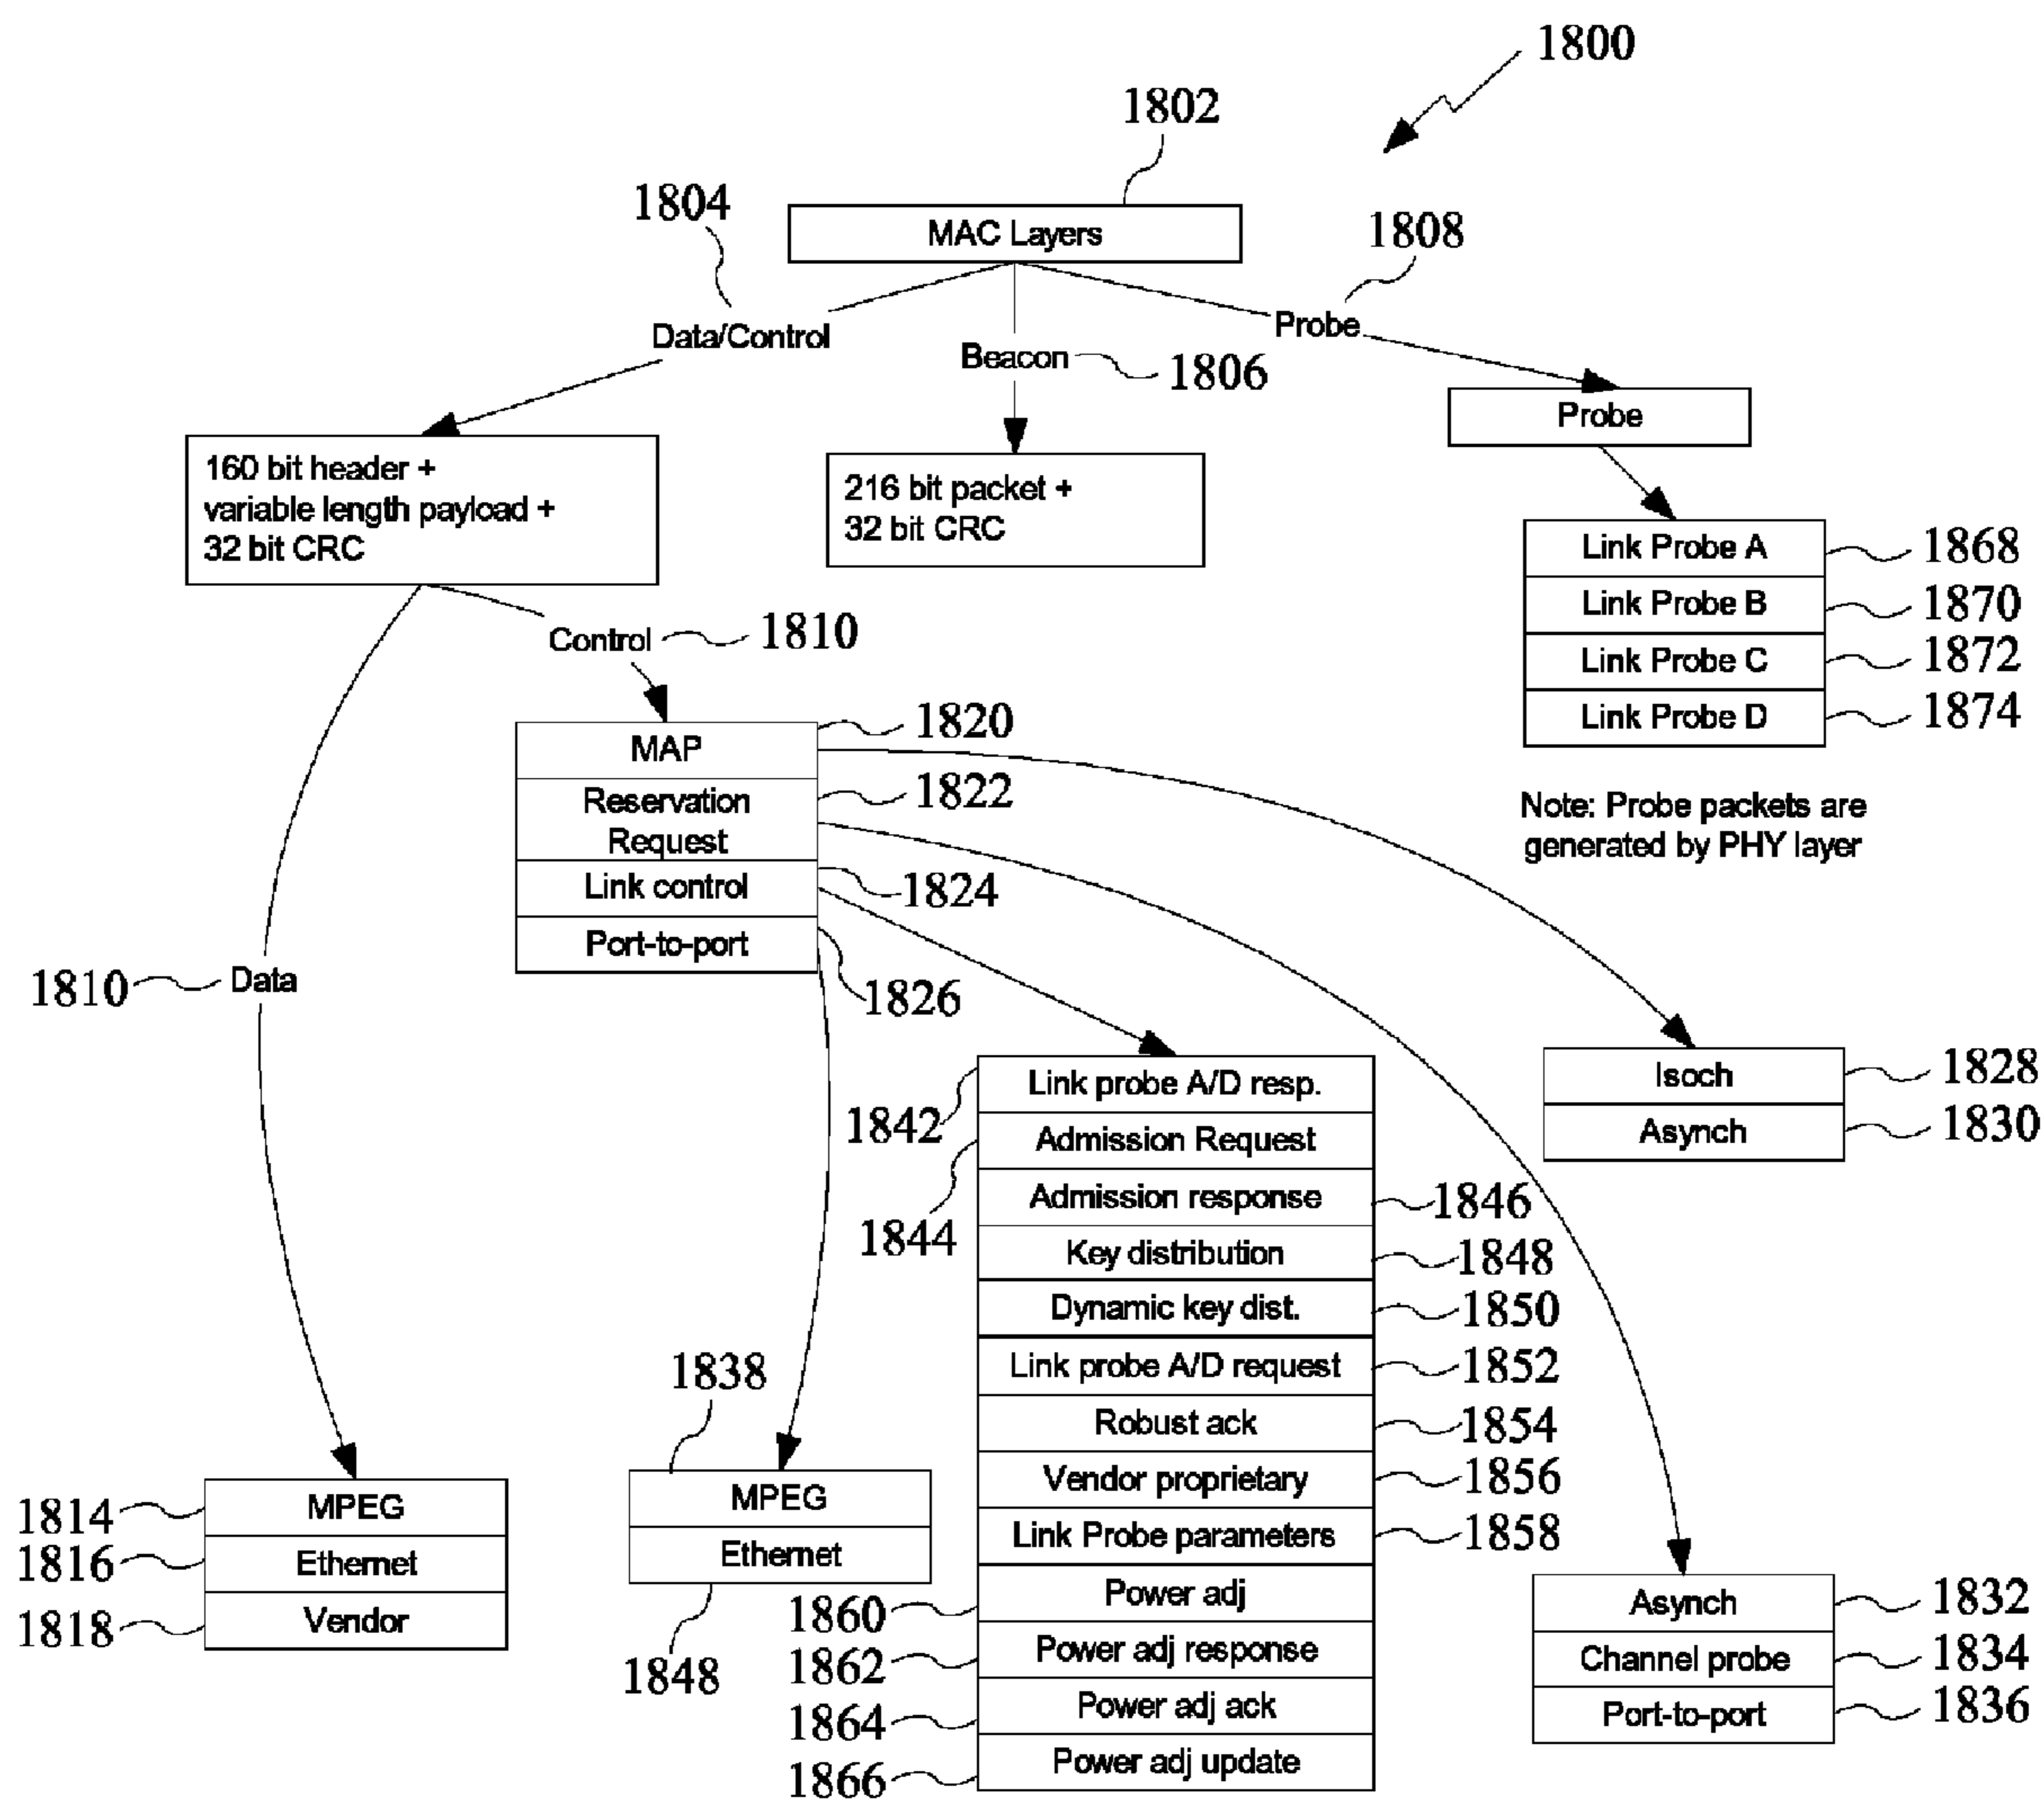 1800
1802
MAC Layers
1804
1808
Data/Control
Beacon
1806
Probe
Probe
160 bit header +
variable length payload +
32 bit CRC
216 bit packet +
32 bit CRC
Link Probe A
1868
Link Probe B
1870
Link Probe C
1872
Link Probe D
1874
Note: Probe packets are
generated by PHY layer
Control
1810
MAP
1820
Reservation
Request
1822
Link control
1824
Port-to-port
1826
1810
Data
Isoch
1828
Asynch
1830
Link probe A/D resp.
1842
Admission Request
1844
Admission response
1846
Key distribution
1848
Dynamic key dist.
1850
Link probe A/D request
1852
Robust ack
1854
Vendor proprietary
1856
Link Probe parameters
1858
Power adj
1860
Power adj response
1862
Power adj ack
1864
Power adj update
1866
1814
MPEG
1816
Ethernet
1818
Vendor
1838
MPEG
Ethernet
1848
Asynch
1832
Channel probe
1834
Port-to-port
1836